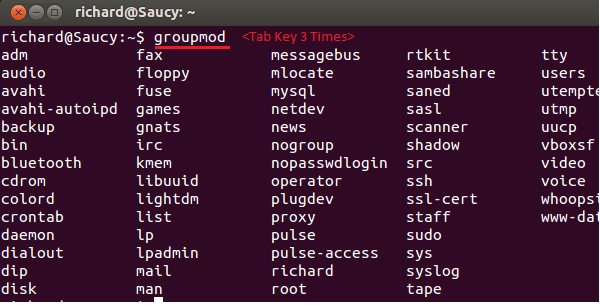 richard@Saucy: ~
richard@Saucy:~$ groupmod <Tab Key 3 Times>
adm fax messagebus rtkit tty
audio floppy mlocate sambashare users
avahi fuse mysql saned utempte
avahi-autoipd games netdev sasl utmp
backup gnats news scanner uucp
bin irc nogroup shadow vboxsf
bluetooth kmem nopasswdlogin src video
cdrom libuuid operator ssh voice
colord lightdm plugdev ssl-cert whoopsi
crontab list proxy staff www-dat
daemon lp pulse sudo
dialout lpadmin pulse-access sys
dip mail richard syslog
disk man root tape